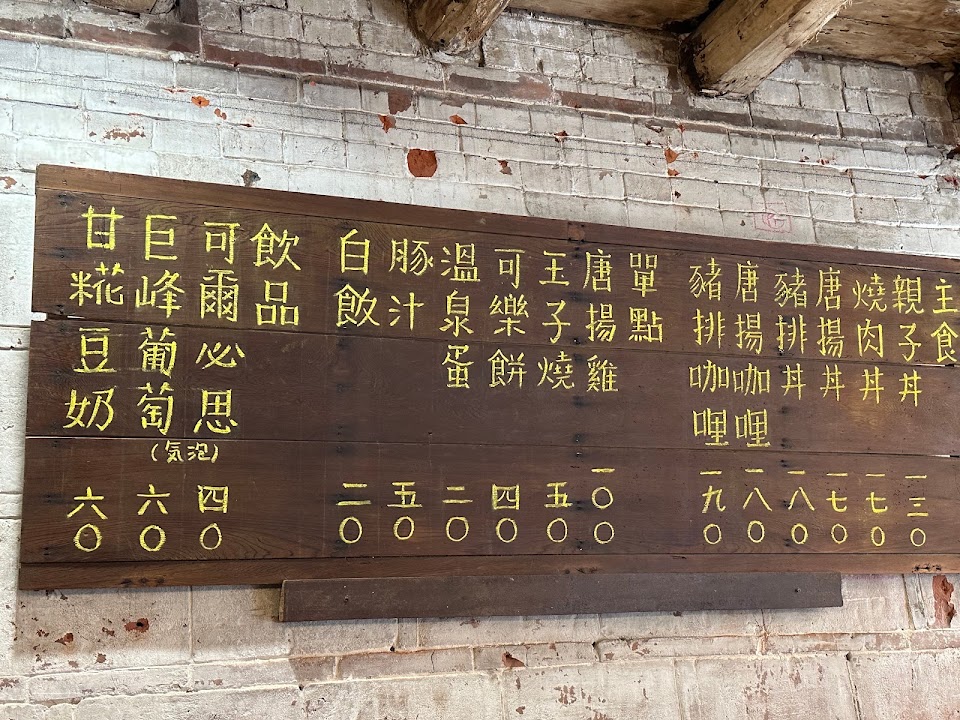 主食
親子丼 一三〇
燒肉丼 一七〇
唐揚丼 一七〇
豬排丼 一八〇
唐揚咖哩 一八〇
豬排咖哩 一九〇
單點
唐揚雞 一〇〇
玉子燒 五〇
可樂餅 四〇
溫泉蛋 二〇
豚汁 五〇
白飯 二〇
飲品
可爾必思 四〇
巨峰葡萄(気泡) 六〇
甘糀豆奶 六〇